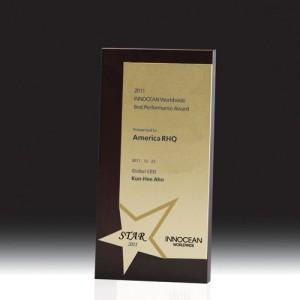 2011
INNOCEAN Worldwide
Best Performance Award
Presented to
America RHQ
2011. 12. 23
Global CEO
Kun-Hee Ahn
STAR
2011
INNOCEAN
WORLDWIDE